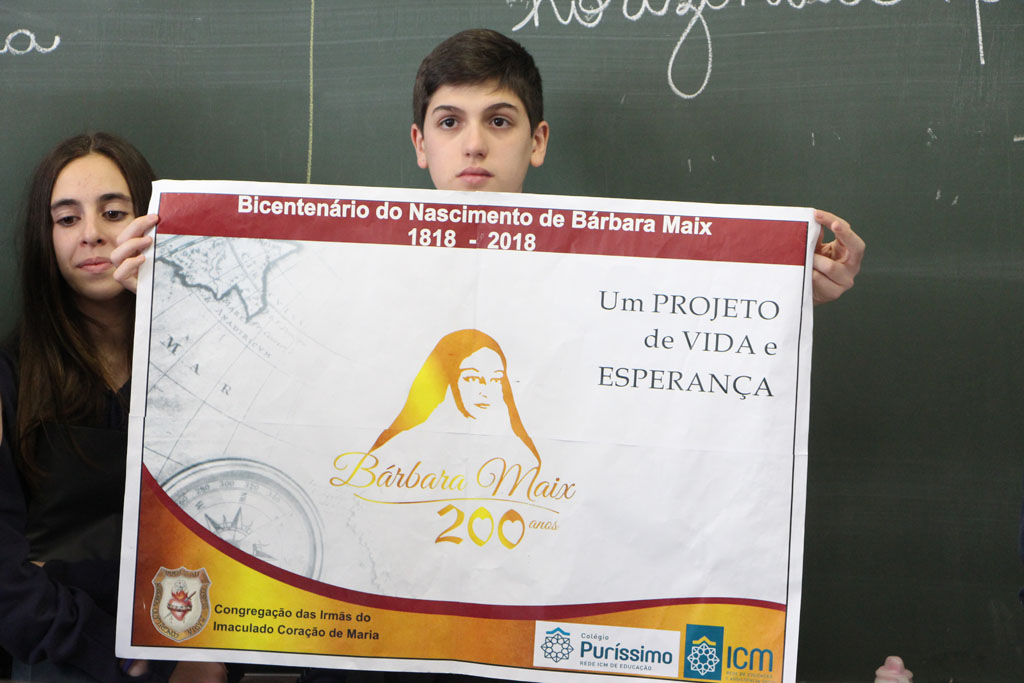 Bicentenário do Nascimento de Bárbara Maix
1818 - 2018
Um PROJETO
de VIDA e
ESPERANÇA
MAR
Bárbara Maix
200 anos
Congregação das Irmãs do
Imaculado Coração de Maria
Colégio
Puríssimo
REDE ICM DE EDUCAÇÃO
ICM